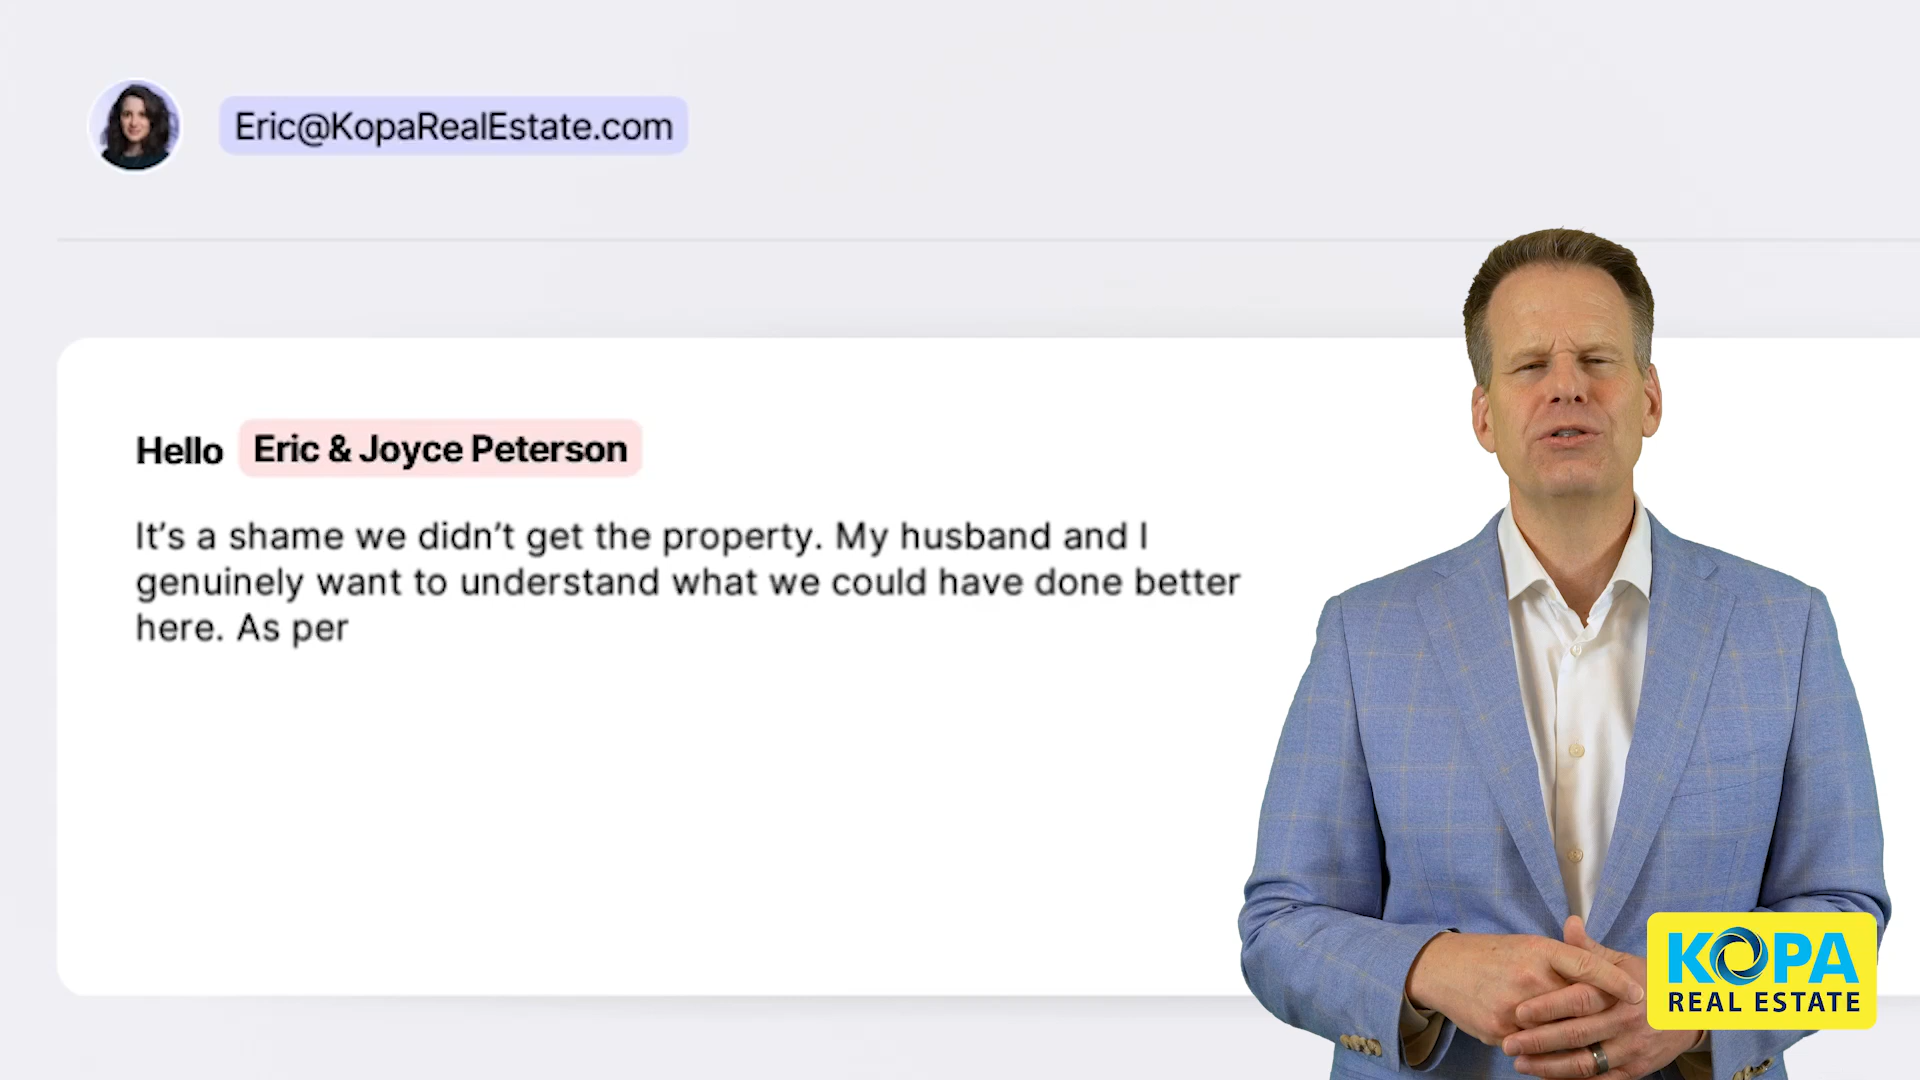 Eric@KopaRealEstate.com
Hello Eric & Joyce Peterson
It’s a shame we didn’t get the property. My husband and I
genuinely want to understand what we could have done better
here. As per
KOPA
REAL ESTATE